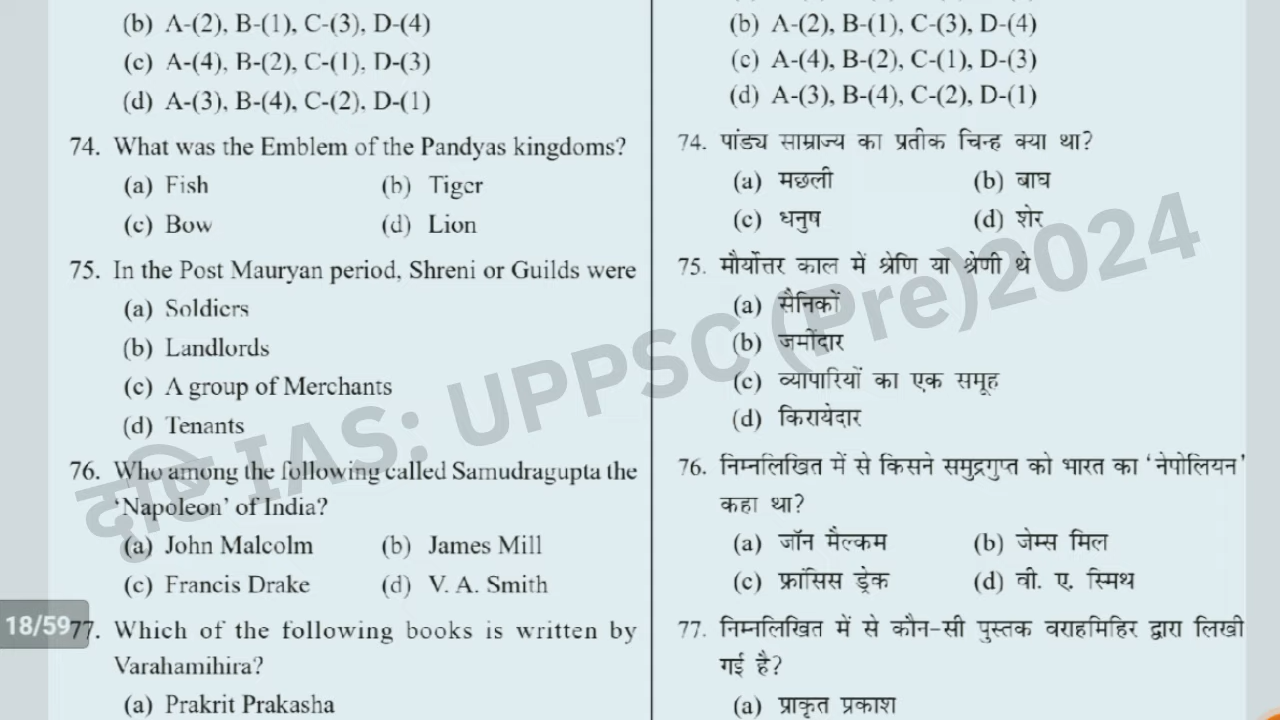 (b) A-(2), B-(1), C-(3), D-(4)
(c) A-(4), B-(2), C-(1), D-(3)
(d) A-(3), B-(4), C-(2), D-(1)
74. What was the Emblem of the Pandyas kingdoms?
(a) Fish (b) Tiger
(c) Bow (d) Lion
75. In the Post Mauryan period, Shreni or Guilds were
(a) Soldiers
(b) Landlords
(c) A group of Merchants
(d) Tenants
76. Who among the following called Samudragupta the
‘Napoleon’ of India?
(a) John Malcolm (b) James Mill
(c) Francis Drake (d) V. A. Smith
77. Which of the following books is written by
Varahamihira?
(a) Prakrit Prakasha
(b) A-(2), B-(1), C-(3), D-(4)
(c) A-(4), B-(2), C-(1), D-(3)
(d) A-(3), B-(4), C-(2), D-(1)
74. पांड्य साम्राज्य का प्रतीक चिन्ह क्या था?
(a) मछली (b) बाघ
(c) धनुष (d) शेर
75. मौर्योत्तर काल में श्रेणि या श्रेणी थे
(a) सैनिकों
(b) जमींदार
(c) व्यापारियों का एक समूह
(d) किरायेदार
76. निम्नलिखित में से किसने समुद्रगुप्त को भारत का ‘नेपोलियन’
कहा था?
(a) जॉन मैल्कम (b) जेम्स मिल
(c) फ्रांसिस ड्रेक (d) वी. ए. स्मिथ
77. निम्नलिखित में से कौन-सी पुस्तक वराहमिहिर द्वारा लिखी
गई है?
(a) प्राकृत प्रकाश
दृष्टि IAS: UPPSC (Pre)2024
18/59